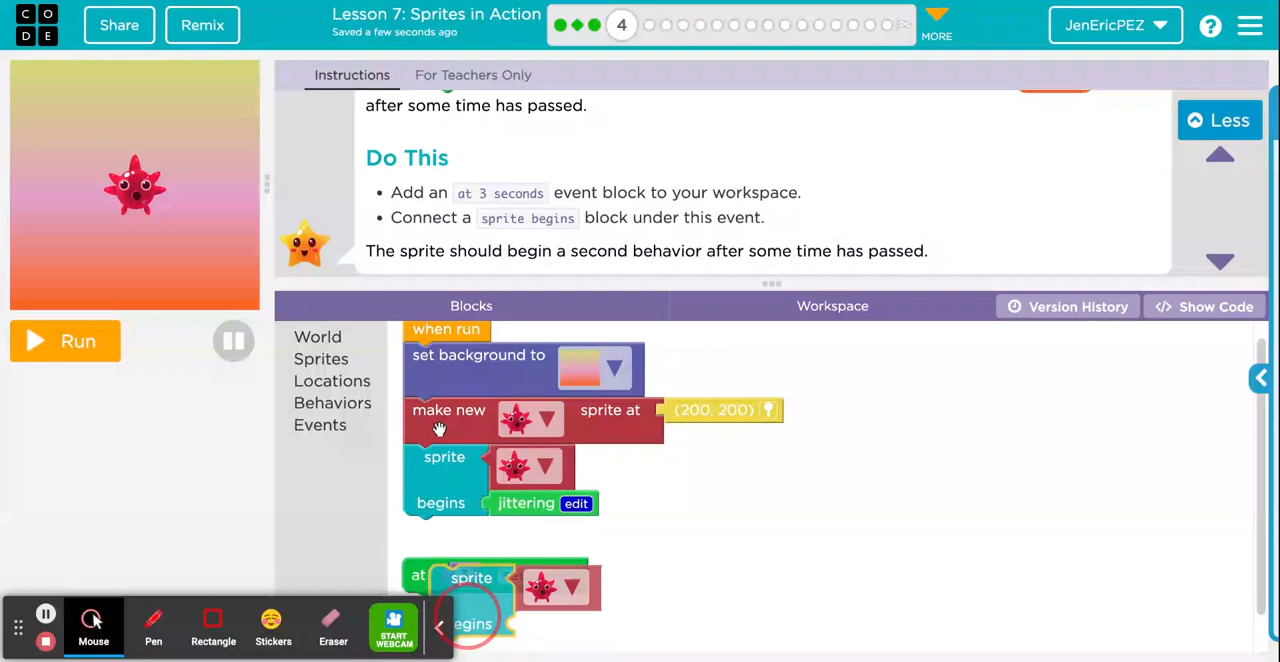 C O
D E
Share
Remix
Lesson 7: Sprites in Action
Saved a few seconds ago
4
MORE
JenEricPEZ
?
Instructions
For Teachers Only
after some time has passed.
Less
Do This
• Add an at 3 seconds event block to your workspace.
• Connect a sprite begins block under this event.
The sprite should begin a second behavior after some time has passed.
Blocks
Workspace
Version History
</> Show Code
Run
World
Sprites
Locations
Behaviors
Events
when run
set background to
make new sprite at (200, 200)
sprite
begins jittering edit
at
sprite
egins
Mouse
Pen
Rectangle
Stickers
Eraser
START
WEBCAM